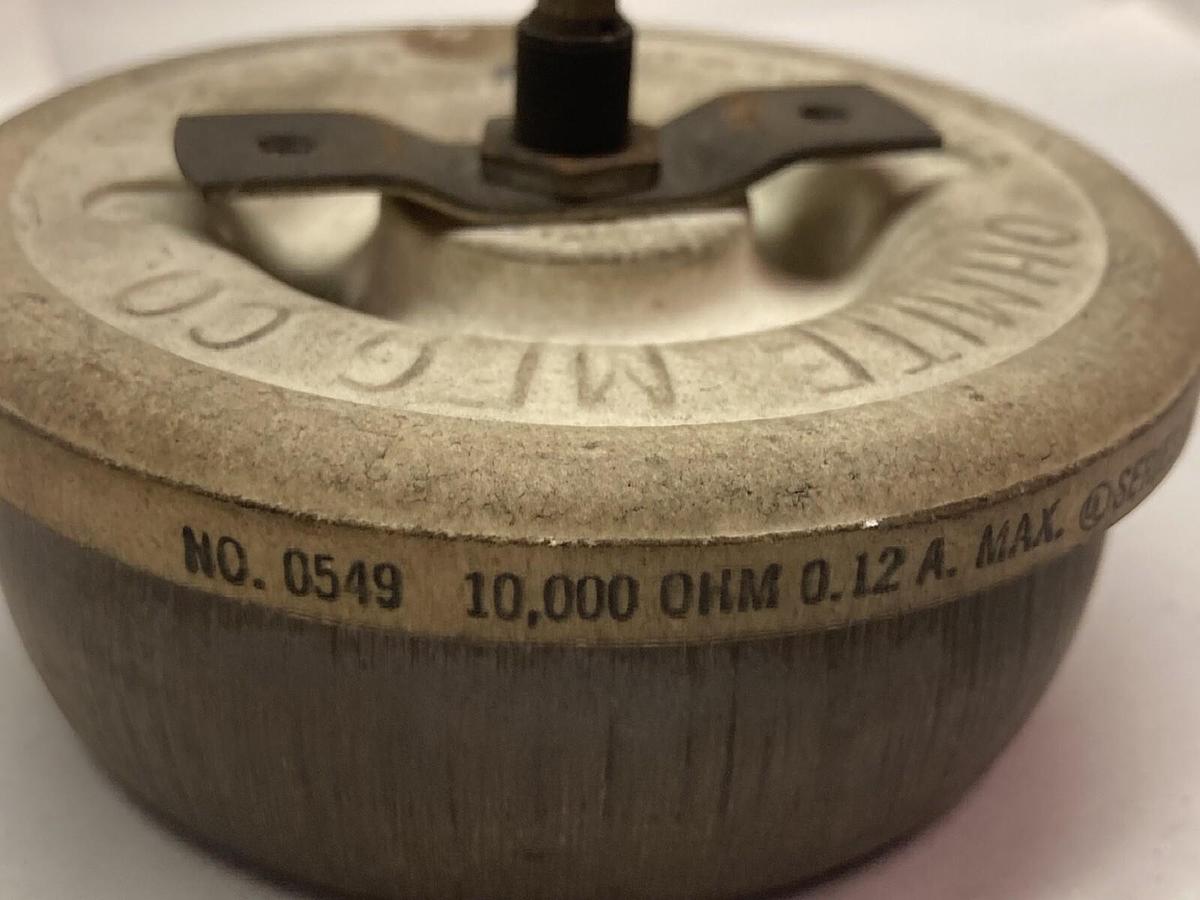 OHMITE MFG. CO.
NO. 0549 10,000 OHM 0.12 A. MAX.